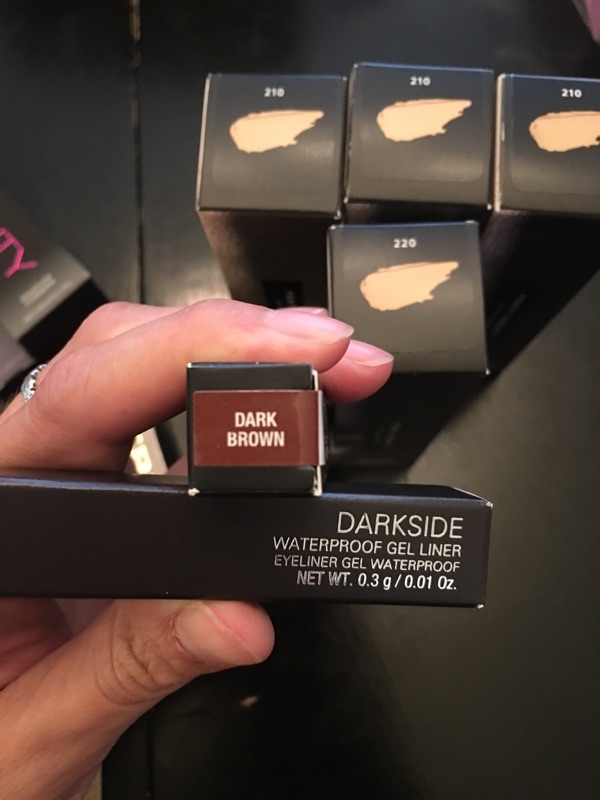 210
210
210
220
TY
DARK
BROWN
DARKSIDE
WATERPROOF GEL LINER
EYELINER GEL WATERPROOF
NET WT. 0.3 g / 0.01 Oz.